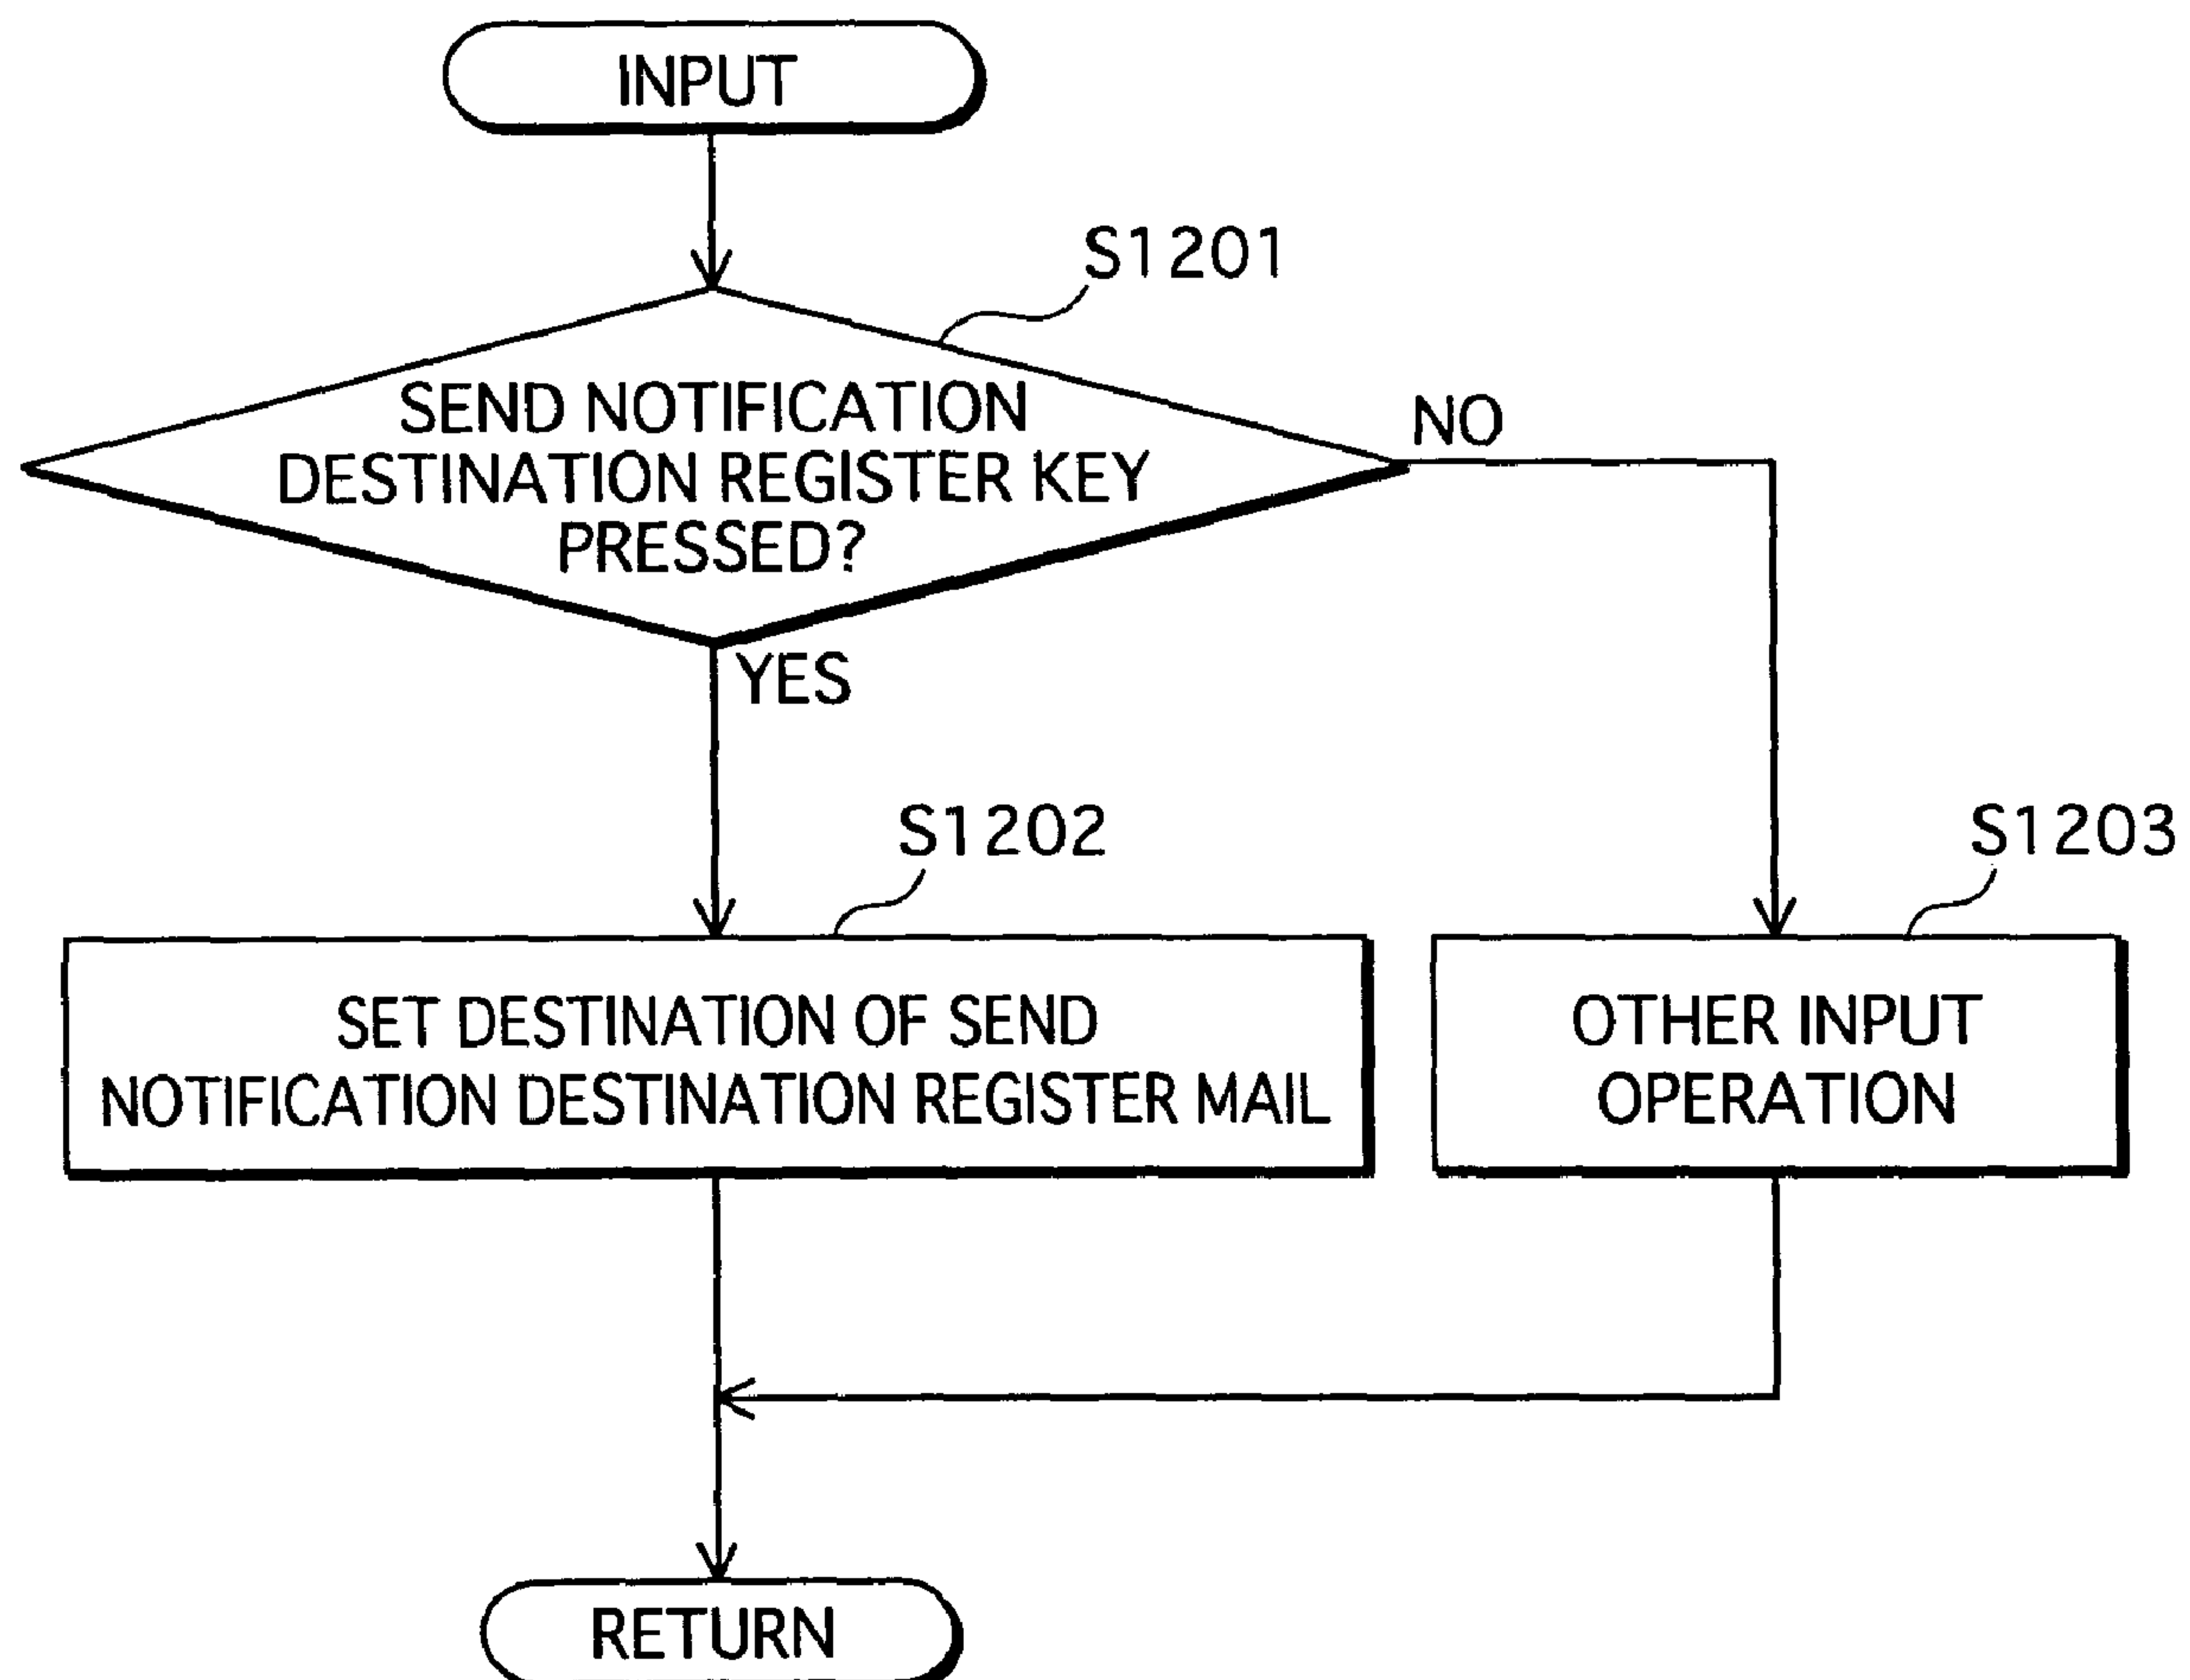 INPUT
S1201
SEND NOTIFICATION
DESTINATION REGISTER KEY
PRESSED?
NO
YES
S1202
S1203
SET DESTINATION OF SEND
NOTIFICATION DESTINATION REGISTER MAIL
OTHER INPUT
OPERATION
RETURN